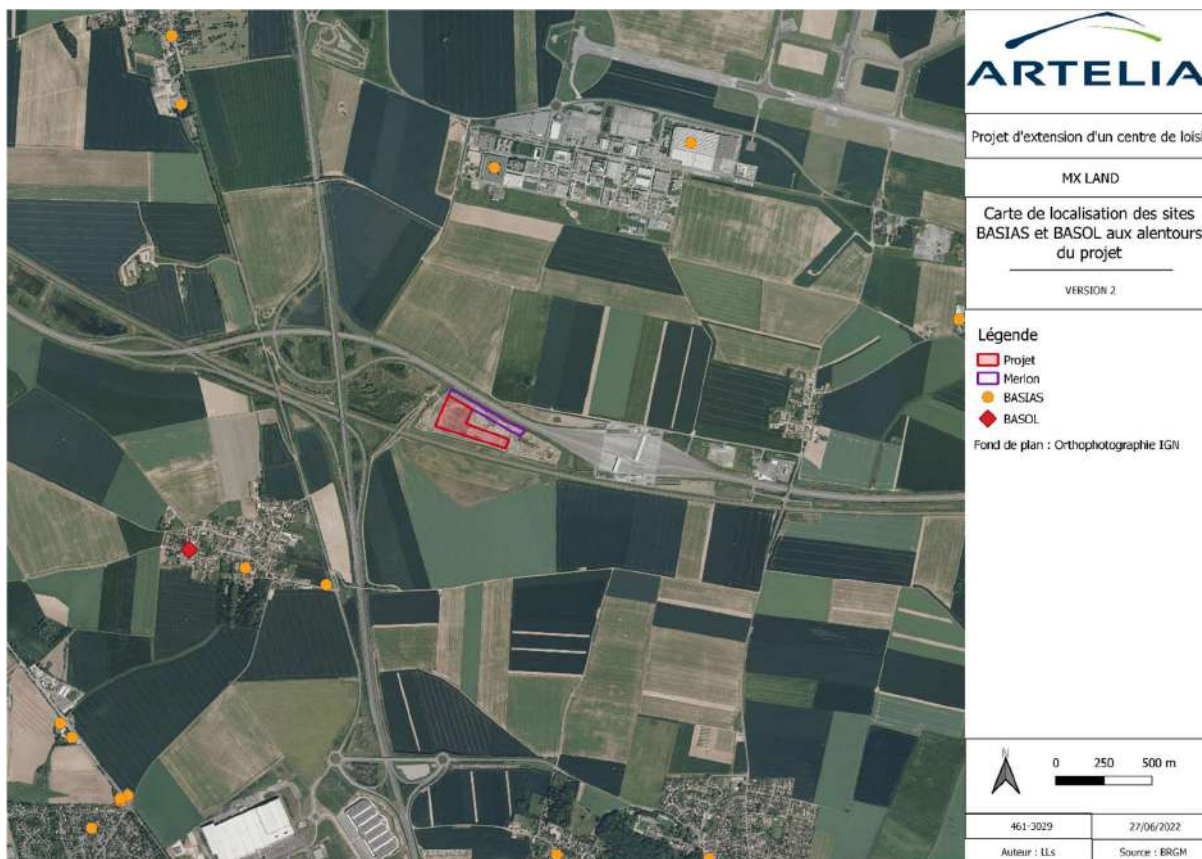 ARTELIA
Projet d'extension d'un centre de loisi
MX LAND
Carte de localisation des sites
BASIAS et BASOL aux alentours
du projet
VERSION 2
Légende
Projet
Merlon
BASIAS
BASOL
Fond de plan : Orthophotographie IGN
N
0 250 500 m
461-3029
27/06/2022
Auteur : LLs
Source : BRGM